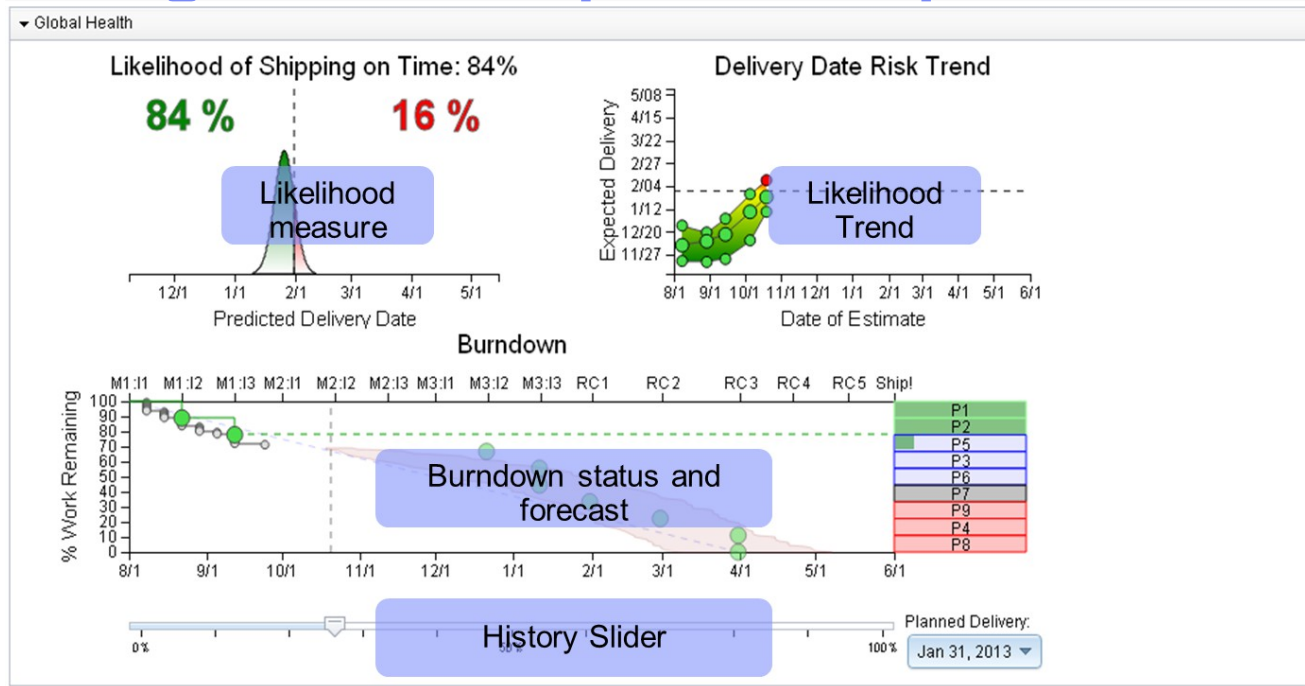 Global Health
Likelihood of Shipping on Time: 84%
84 %
16 %
Likelihood
measure
12/1 1/1 2/1 3/1 4/1 5/1
Predicted Delivery Date
Delivery Date Risk Trend
Expected Delivery
5/08
4/15
3/22
2/27
2/04
1/12
12/20
11/27
Likelihood
Trend
8/1 9/1 10/1 11/1 12/1 1/1 2/1 3/1 4/1 5/1 6/1
Date of Estimate
Burndown
M1:I1 M1:I2 M1:I3 M2:I1 M2:I2 M2:I3 M3:I1 M3:I2 M3:I3 RC1 RC2 RC3 RC4 RC5 Ship!
% Work Remaining
100
90
80
70
60
50
40
30
20
10
0
Burndown status and
forecast
P1
P2
P5
P3
P6
P7
P9
P4
P8
8/1 9/1 10/1 11/1 12/1 1/1 2/1 3/1 4/1 5/1 6/1
History Slider
0% 100%
Planned Delivery:
Jan 31, 2013